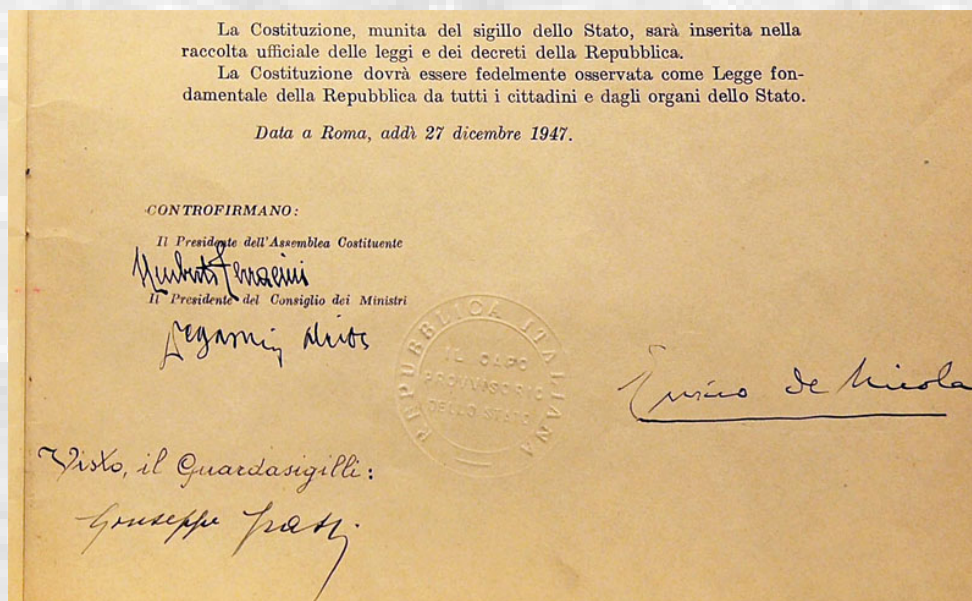 La Costituzione, munita del sigillo dello Stato, sarà inserita nella
raccolta ufficiale delle leggi e dei decreti della Repubblica.
La Costituzione dovrà essere fedelmente osservata come Legge fon-
damentale della Repubblica da tutti i cittadini e dagli organi dello Stato.
Data a Roma, addì 27 dicembre 1947.
CONTROFIRMANO:
Il Presidente dell'Assemblea Costituente
Umberto Terracini
Il Presidente del Consiglio dei Ministri
Degasperi Alcide
REPUBBLICA ITALIANA
IL CAPO
PROVVISORIO
DELLO STATO
Enrico de Nicola
Visto, il Guardasigilli:
Giuseppe Grassi